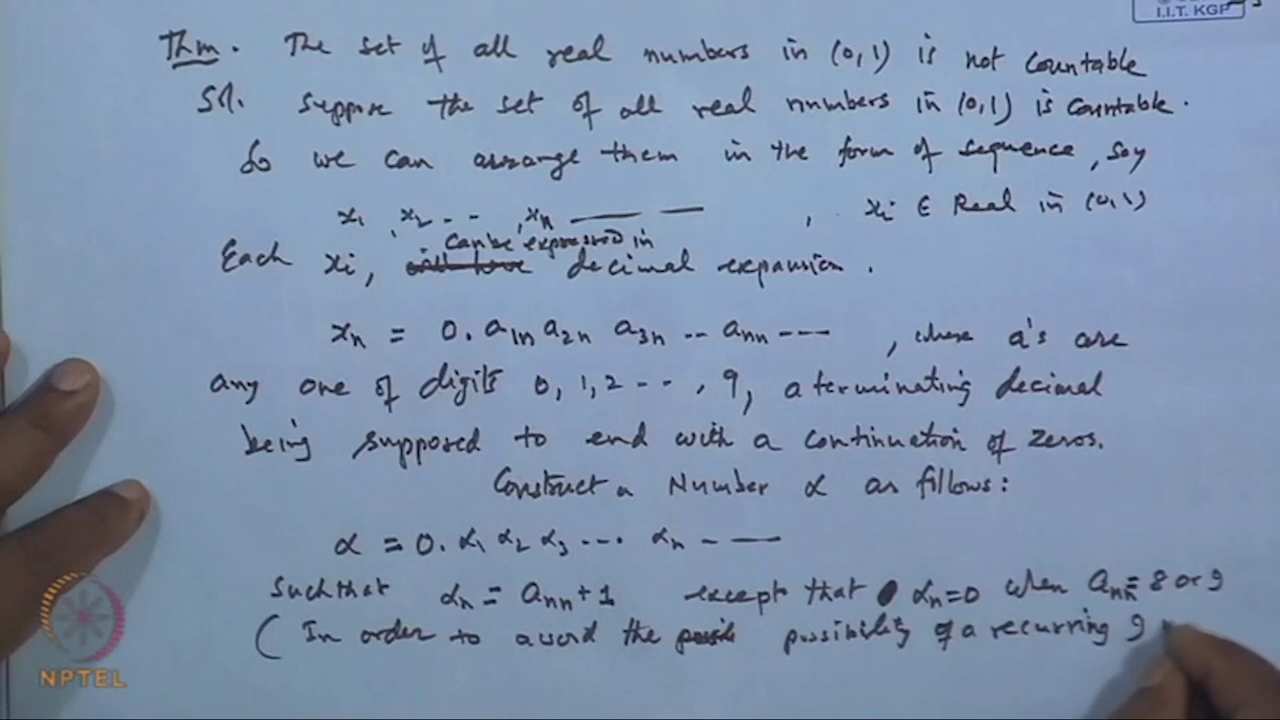 I.I.T. KGP
Thm. The set of all real numbers in (0,1) is not countable
Sol. Suppose the set of all real numbers in (0,1) is countable.
So we can arrange them in the form of sequence, say
x₁, x₂ - - , xₙ —— — , xᵢ ∈ Real in (0,1)
can be expressed in
Each xᵢ, decimal expansion.
xₙ = 0. a₁ₙ a₂ₙ a₃ₙ -- aₙₙ --- , where a's are
any one of digits 0, 1, 2 - - , 9, a terminating decimal
being supposed to end with a continuation of zeros.
Construct a Number α as follows:
α = 0. α₁ α₂ α₃ ... αₙ - —
Such that αₙ = aₙₙ + 1 except that αₙ=0 when aₙₙ = 8 or 9
( In order to avoid the possibility of a recurring 9
NPTEL